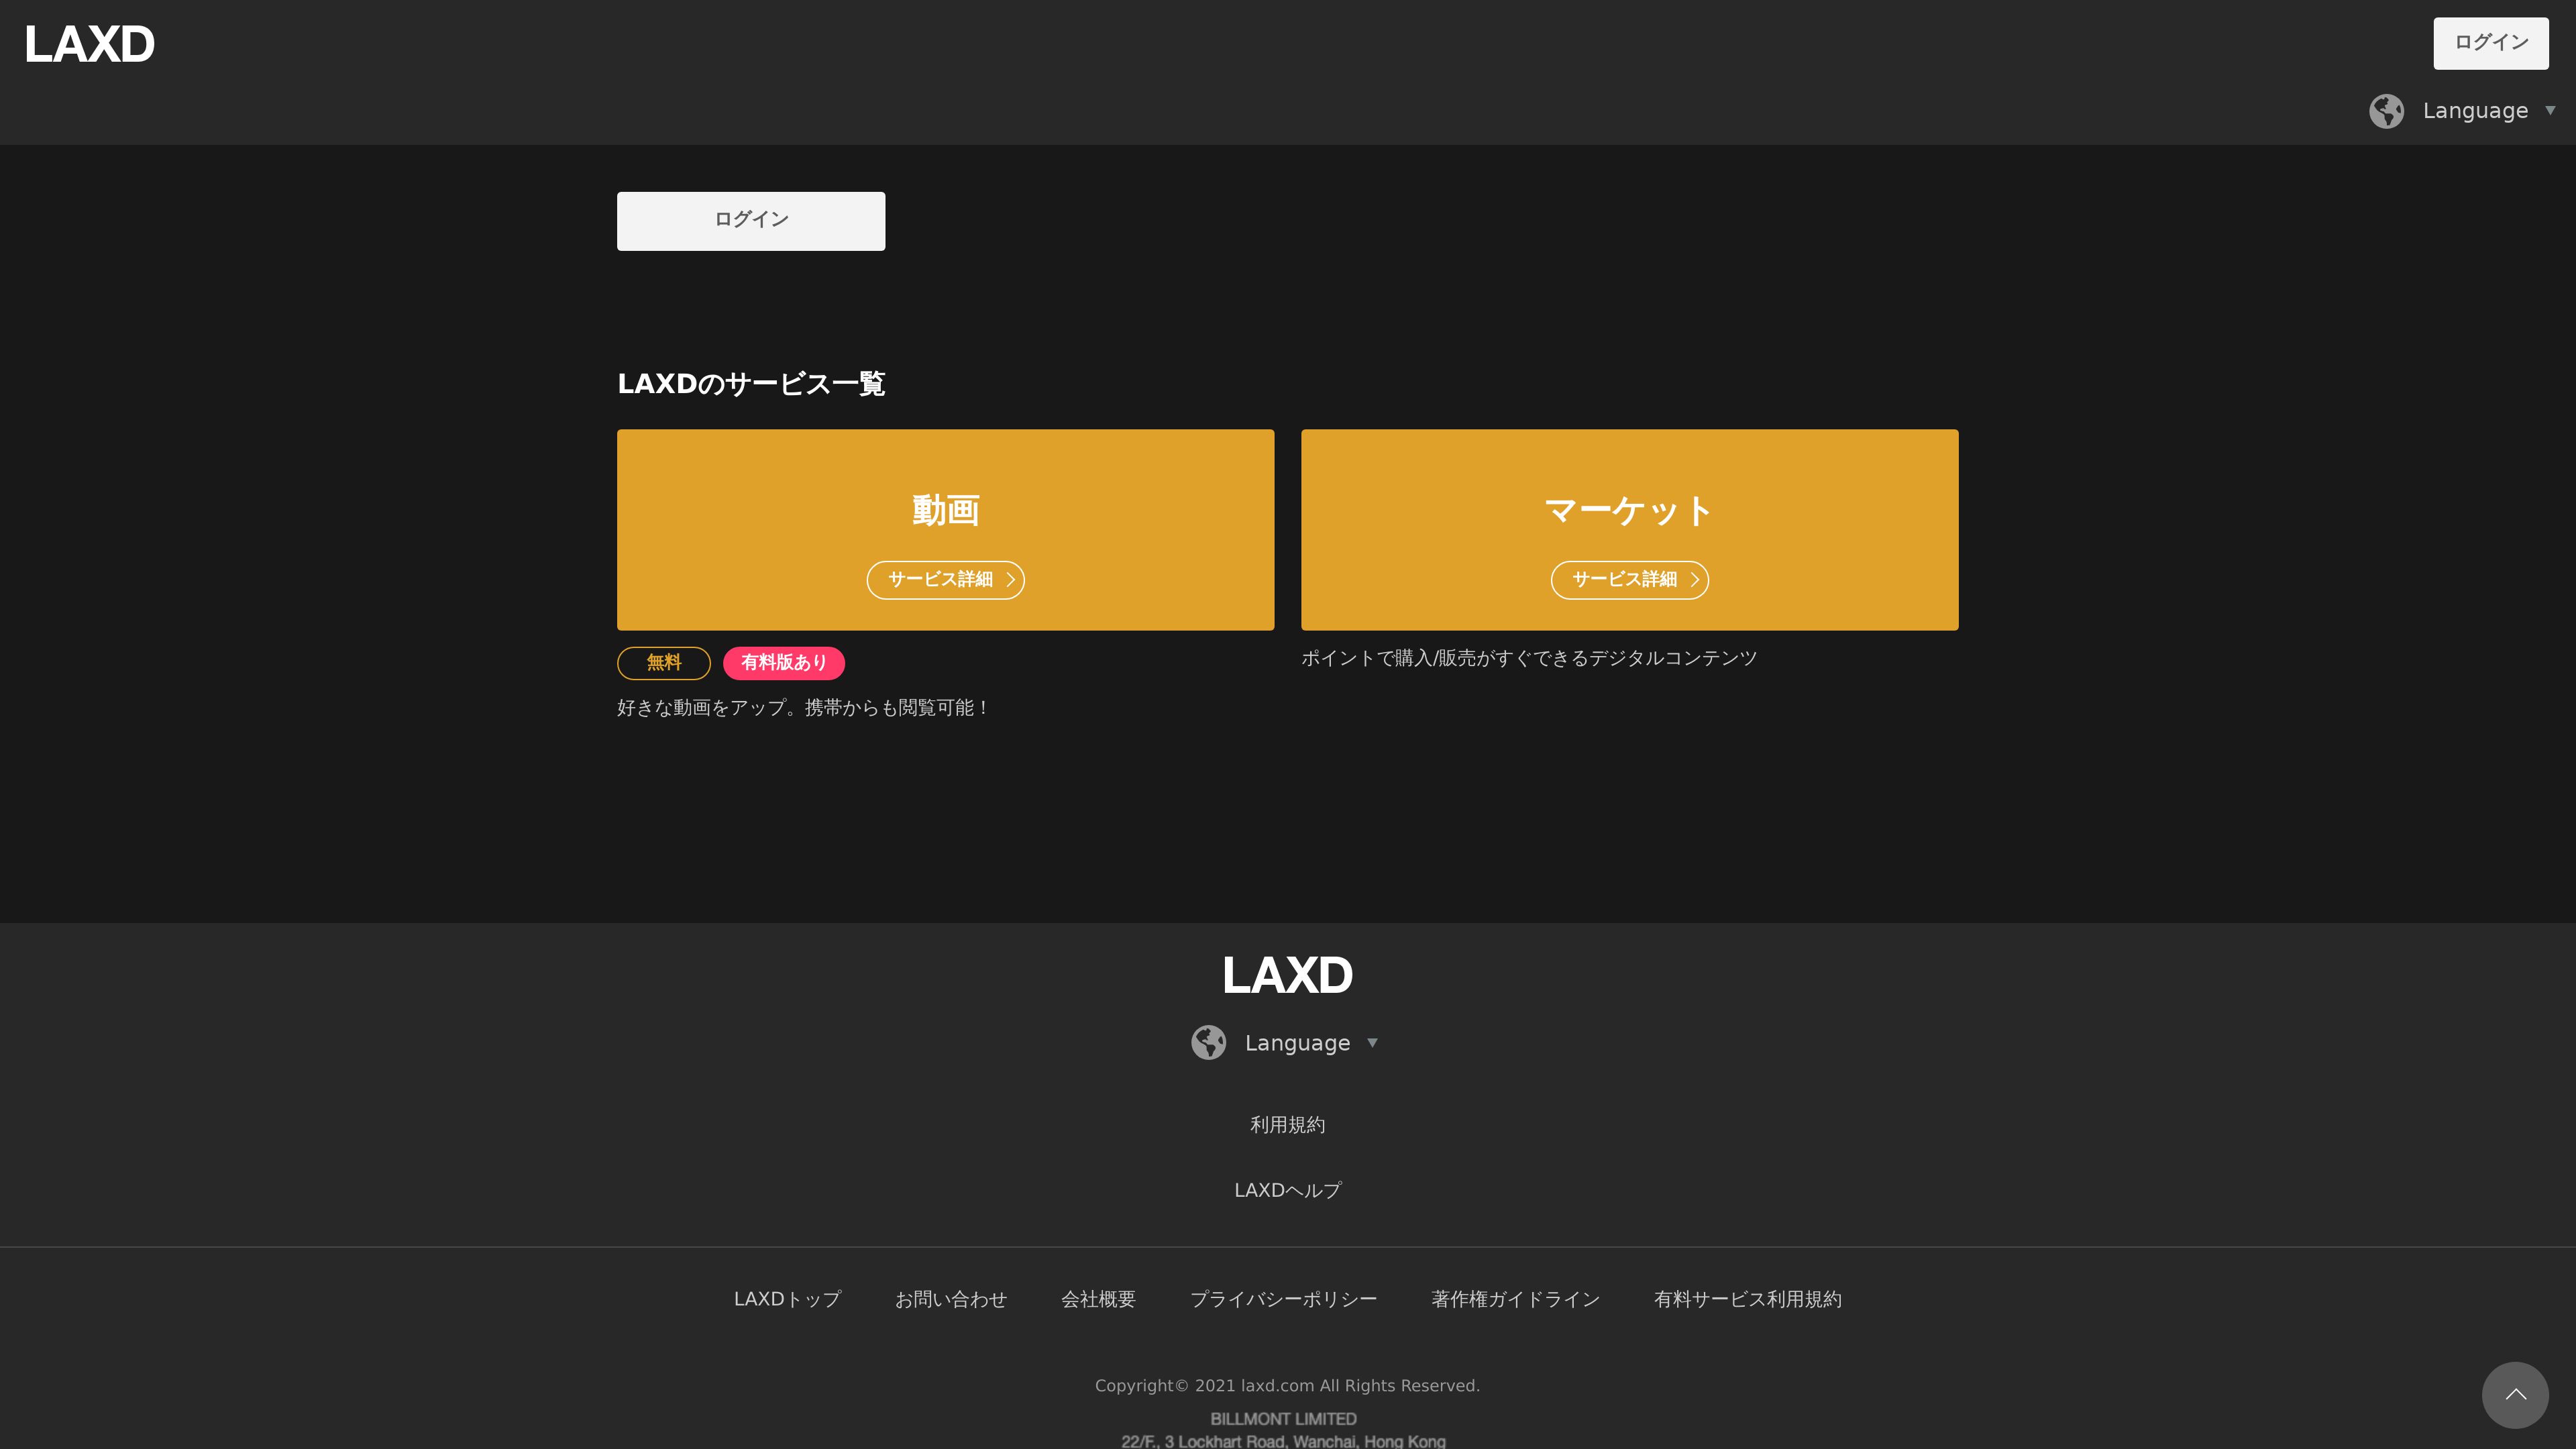 LAXD
ログイン
Language
ログイン
LAXDのサービス一覧
動画
サービス詳細
マーケット
サービス詳細
無料
有料版あり
好きな動画をアップ。携帯からも閲覧可能！
ポイントで購入/販売がすぐできるデジタルコンテンツ
LAXD
Language
利用規約
LAXDヘルプ
LAXDトップ お問い合わせ 会社概要 プライバシーポリシー 著作権ガイドライン 有料サービス利用規約
Copyright© 2021 laxd.com All Rights Reserved.
BILLMONT LIMITED
22/F., 3 Lockhart Road, Wanchai, Hong Kong